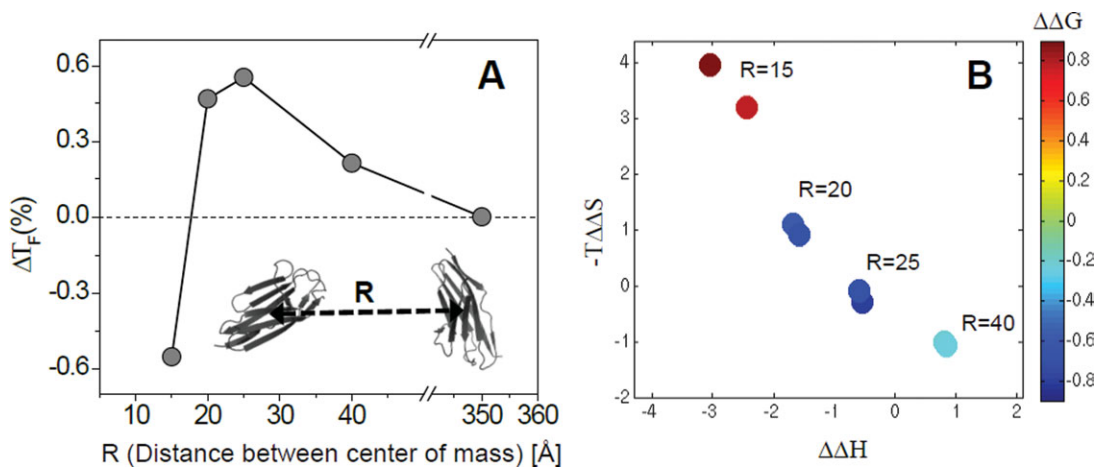 A
0.6
0.3
0.0
-0.3
-0.6
ΔT_F(%)
R
10 20 30 40 350 360
R (Distance between center of mass) [Å]
B
ΔΔG
4
3
2
1
0
-1
-2
-TΔΔS
R=15
R=20
R=25
R=40
-4 -3 -2 -1 0 1 2
ΔΔH
0.8
0.6
0.4
0.2
0
-0.2
-0.4
-0.6
-0.8